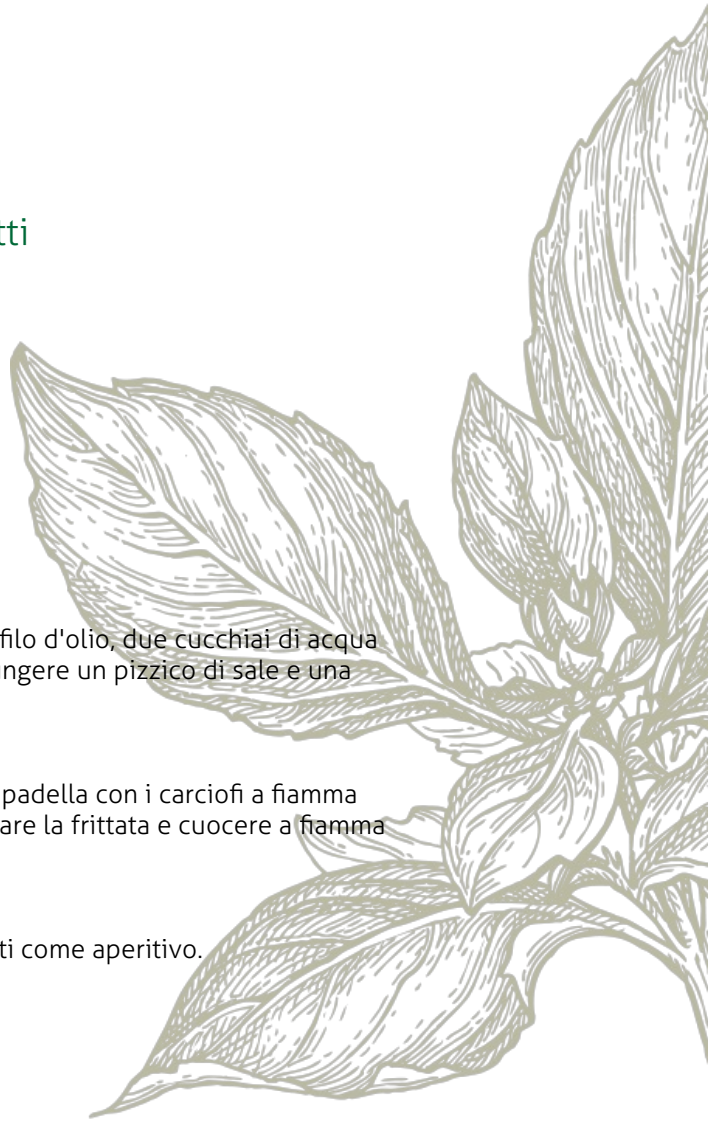 tti
filo d'olio, due cucchiai di acqua
ngere un pizzico di sale e una
padella con i carciofi a fiamma
are la frittata e cuocere a fiamma
ti come aperitivo.